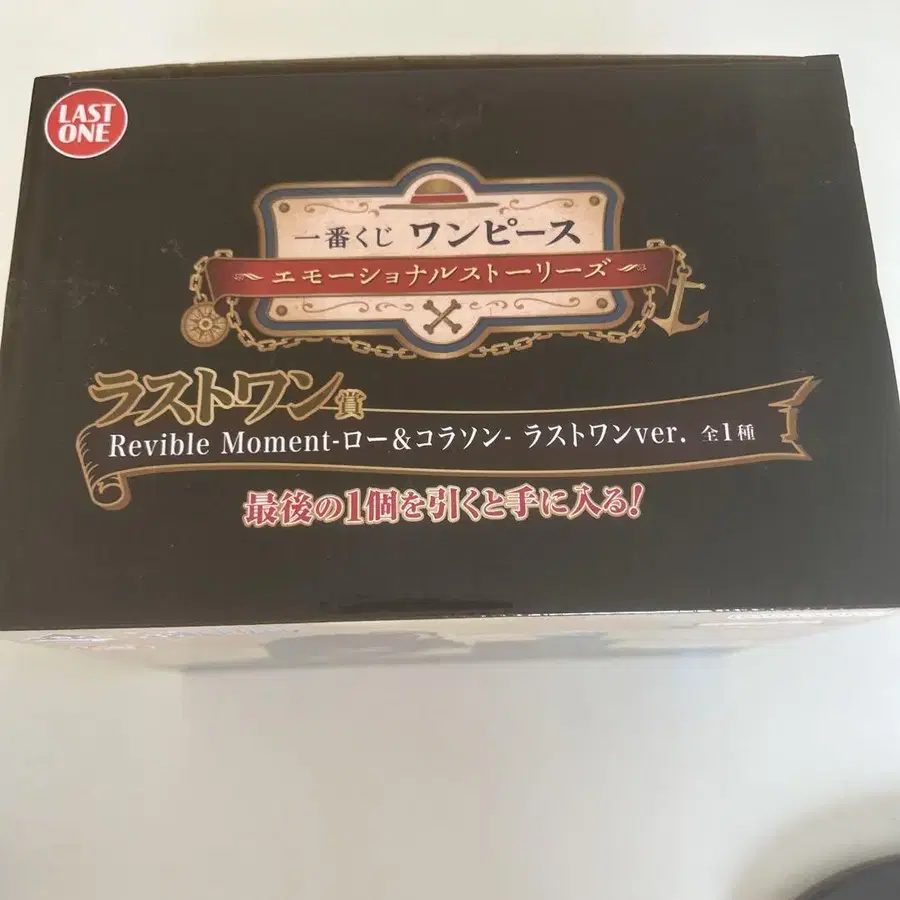 LAST
ONE
一番くじ ワンピース
エモーショナルストーリーズ
ラストワン賞
Revible Moment-ロー&コラソン- ラストワンver. 全1種
最後の1個を引くと手に入る!